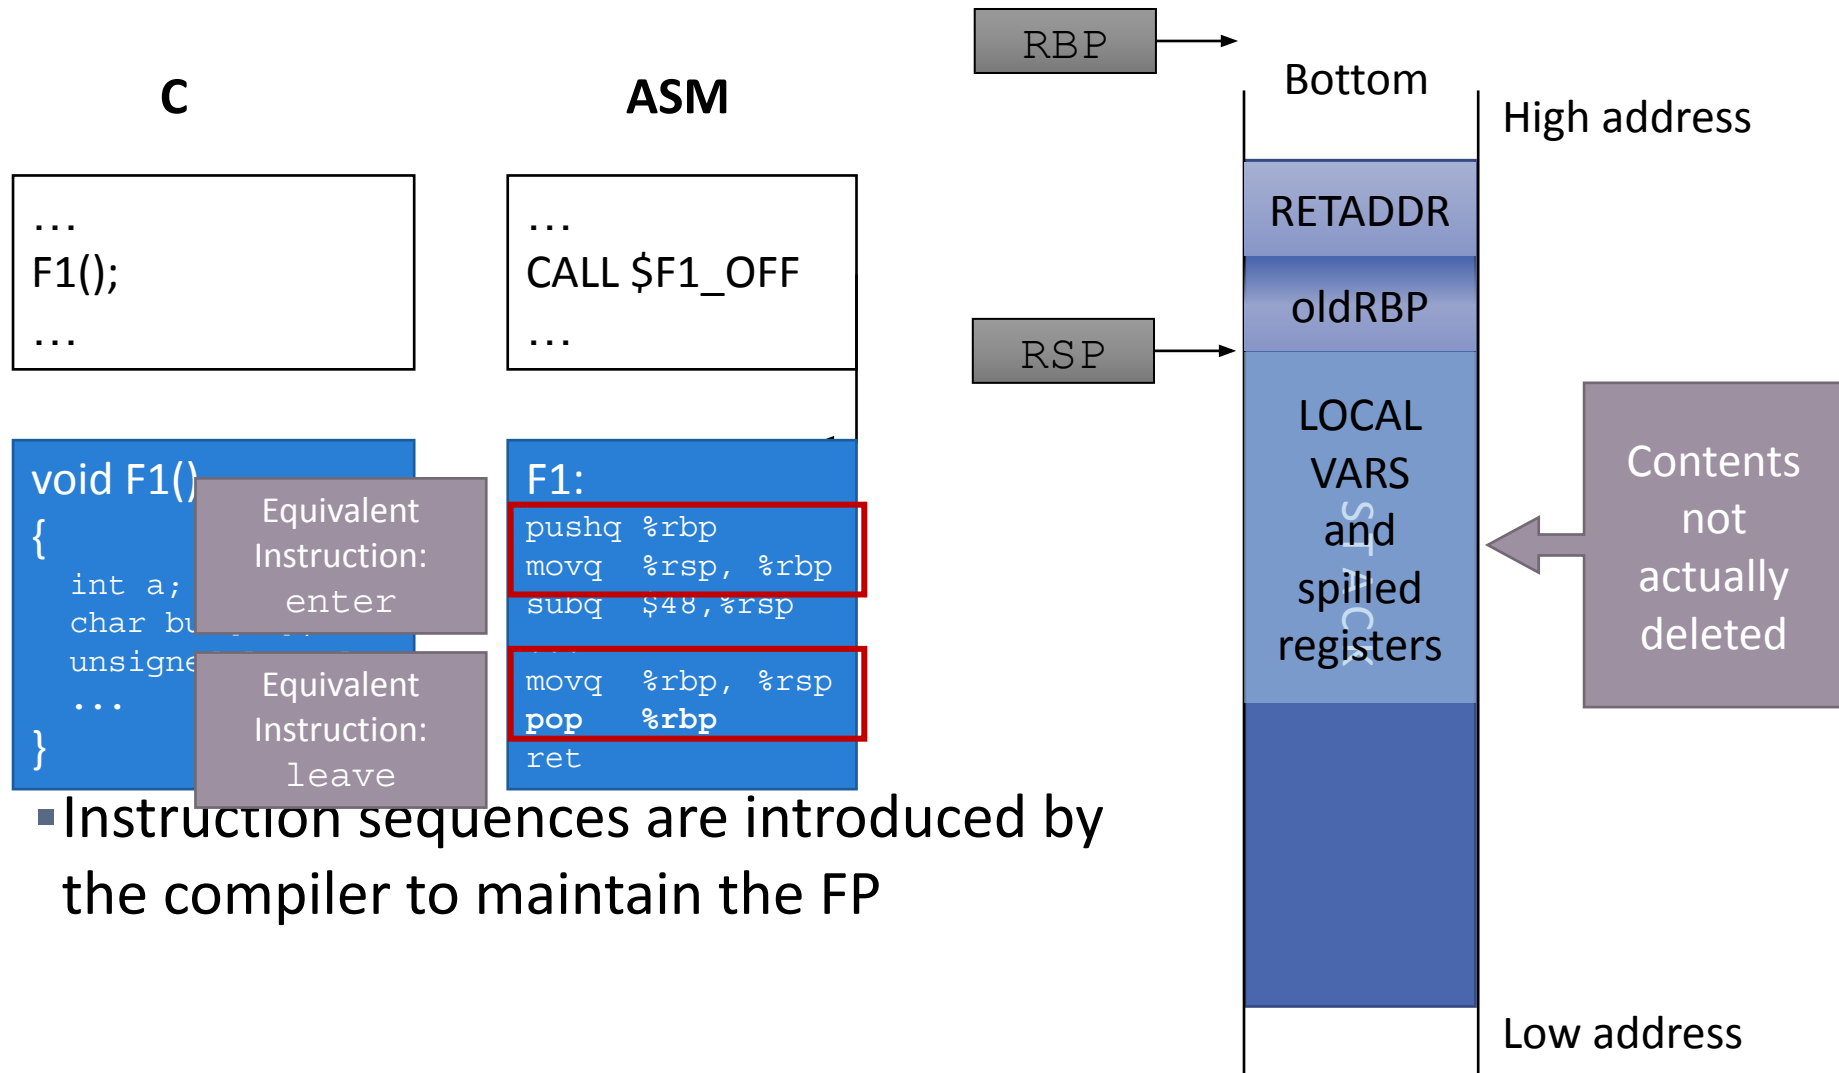 C
ASM
...
F1();
...
...
CALL $F1_OFF
...
void F1()
{
int a;
char
...
}
Equivalent
Instruction:
enter
Equivalent
Instruction:
leave
F1:
pushq %rbp
movq %rsp, %rbp
subq $48,%rsp
...
movq %rbp, %rsp
pop %rbp
ret
Instruction sequences are introduced by
the compiler to maintain the FP
RBP
RSP
Bottom
High address
RETADDR
oldRBP
LOCAL
VARS
and
spilled
registers
STACK
Contents
not
actually
deleted
Low address